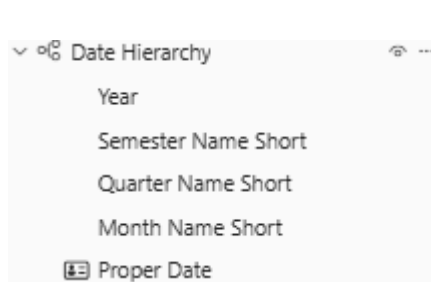 Date Hierarchy
Year
Semester Name Short
Quarter Name Short
Month Name Short
Proper Date